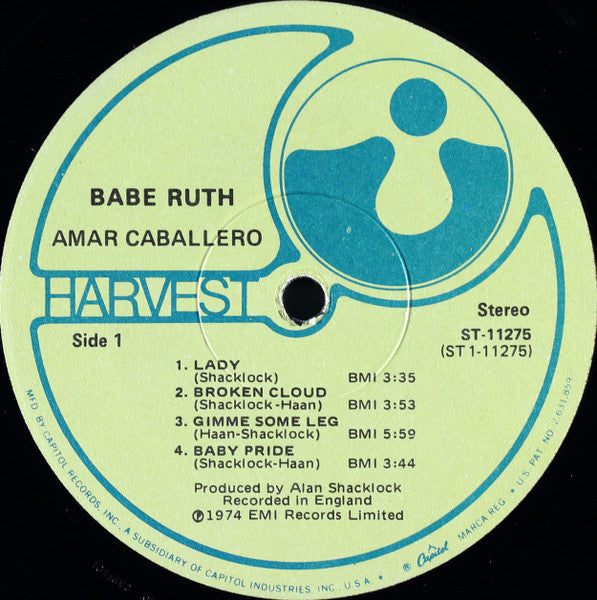 BABE RUTH
AMAR CABALLERO
HARVEST
Side 1
Stereo
ST-11275
(ST 1-11275)
1. LADY
(Shacklock) BMI 3:35
2. BROKEN CLOUD
(Shacklock-Haan) BMI 3:53
3. GIMME SOME LEG
(Haan-Shacklock) BMI 5:59
4. BABY PRIDE
(Shacklock-Haan) BMI 3:44
Produced by Alan Shacklock
Recorded in England
℗1974 EMI Records Limited
MFD. BY CAPITOL RECORDS, INC., A SUBSIDIARY OF CAPITOL INDUSTRIES, INC., U.S.A. • ® Capitol MARCA REG. • U.S. PAT. NO. 2,631,859